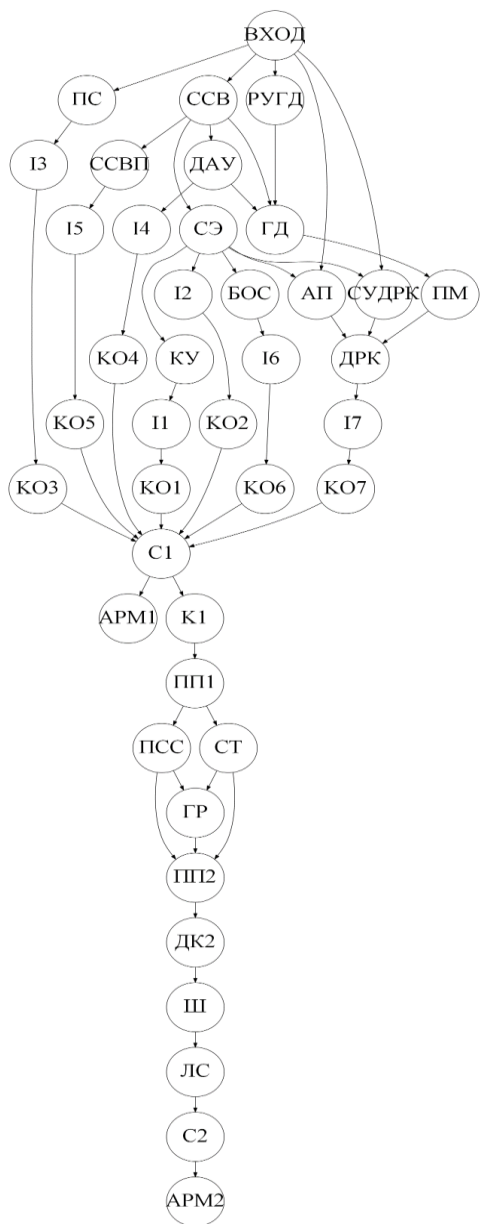 ВХОД
ПС
ССВ
РУГД
I3
ССВП
ДАУ
I5
I4
СЭ
ГД
I2
БОС
АП
СУДРК
ПМ
КО4
КУ
I6
ДРК
КО5
I1
КО2
I7
КО3
КО1
КО6
КО7
С1
АРМ1
К1
ПП1
ПСС
СТ
ГР
ПП2
ДК2
Ш
ЛС
С2
АРМ2